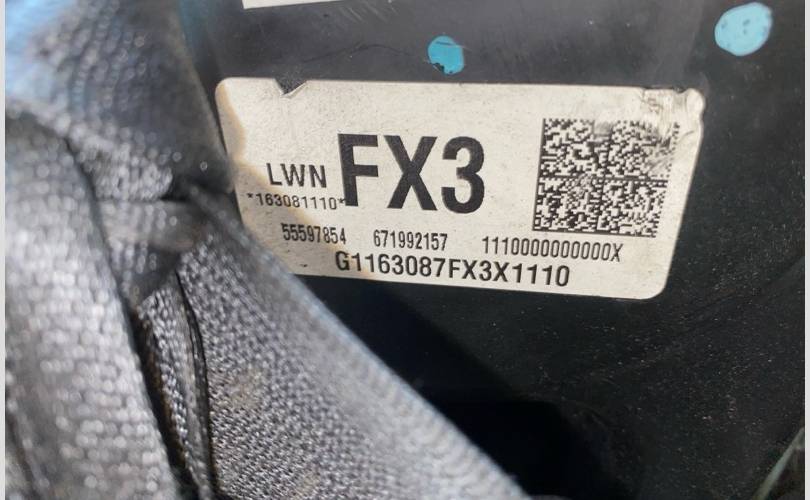 LWN FX3
*163081110*
55597854 671992157 1110000000000X
G1163087FX3X1110